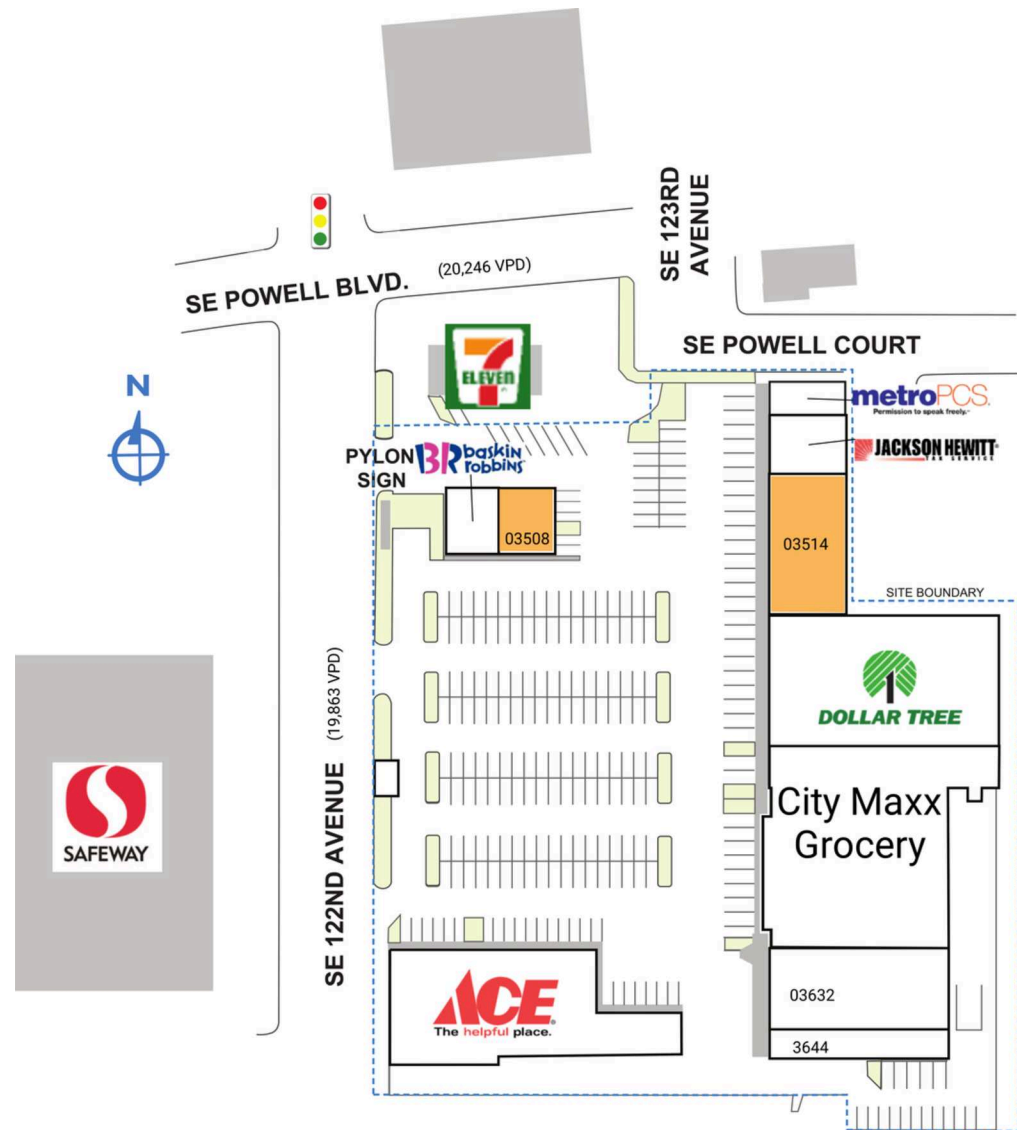 SE 123RD
AVENUE
SE POWELL BLVD.
(20,246 VPD)
SE POWELL COURT
7
ELEVEN
N
metroPCS.
Permission to speak freely.
JACKSON HEWITT
TAX SERVICE
PYLON
SIGN
BR baskin
robbins
03508
03514
SITE BOUNDARY
DOLLAR TREE
(19,863 VPD)
SE 122ND AVENUE
SAFEWAY
City Maxx
Grocery
ACE
The helpful place.
03632
3644